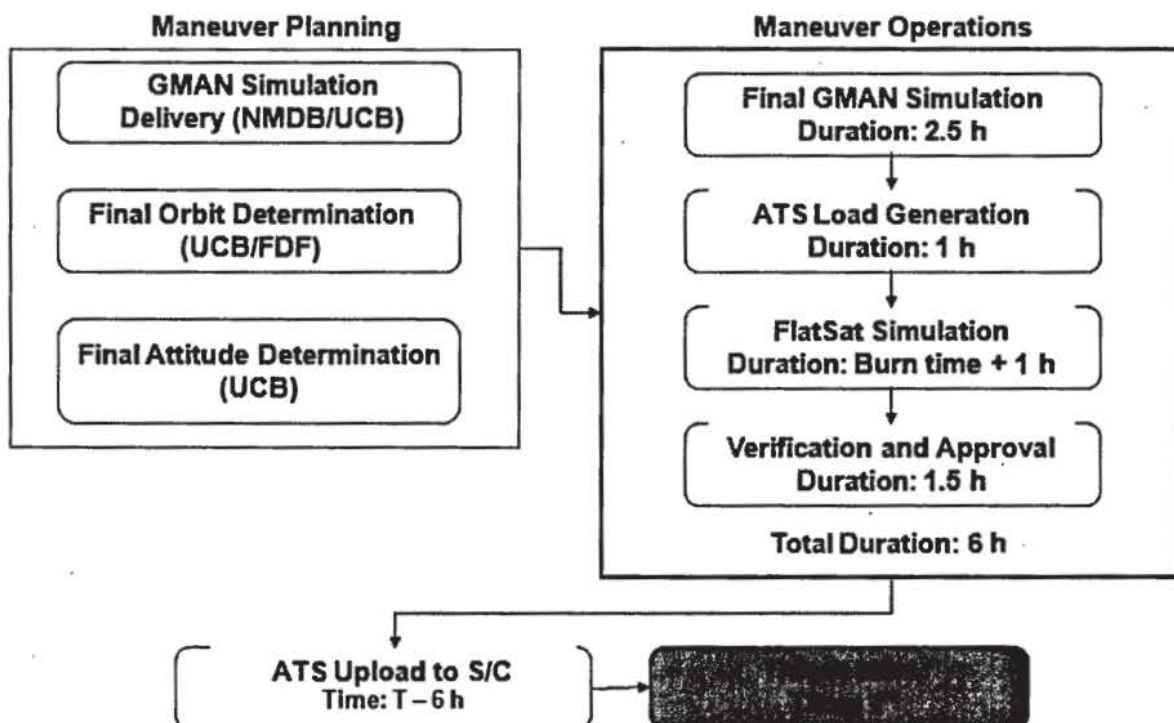 Maneuver Planning
GMAN Simulation
Delivery (NMDB/UCB)
Final Orbit Determination
(UCB/FDF)
Final Attitude Determination
(UCB)
Maneuver Operations
Final GMAN Simulation
Duration: 2.5 h
ATS Load Generation
Duration: 1 h
FlatSat Simulation
Duration: Burn time + 1 h
Verification and Approval
Duration: 1.5 h
Total Duration: 6 h
ATS Upload to S/C
Time: T – 6 h